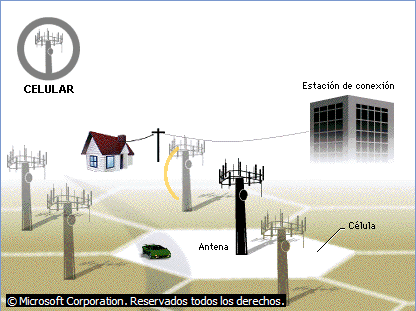 CELULAR
Estación de conexión
Célula
Antena
© Microsoft Corporation. Reservados todos los derechos.